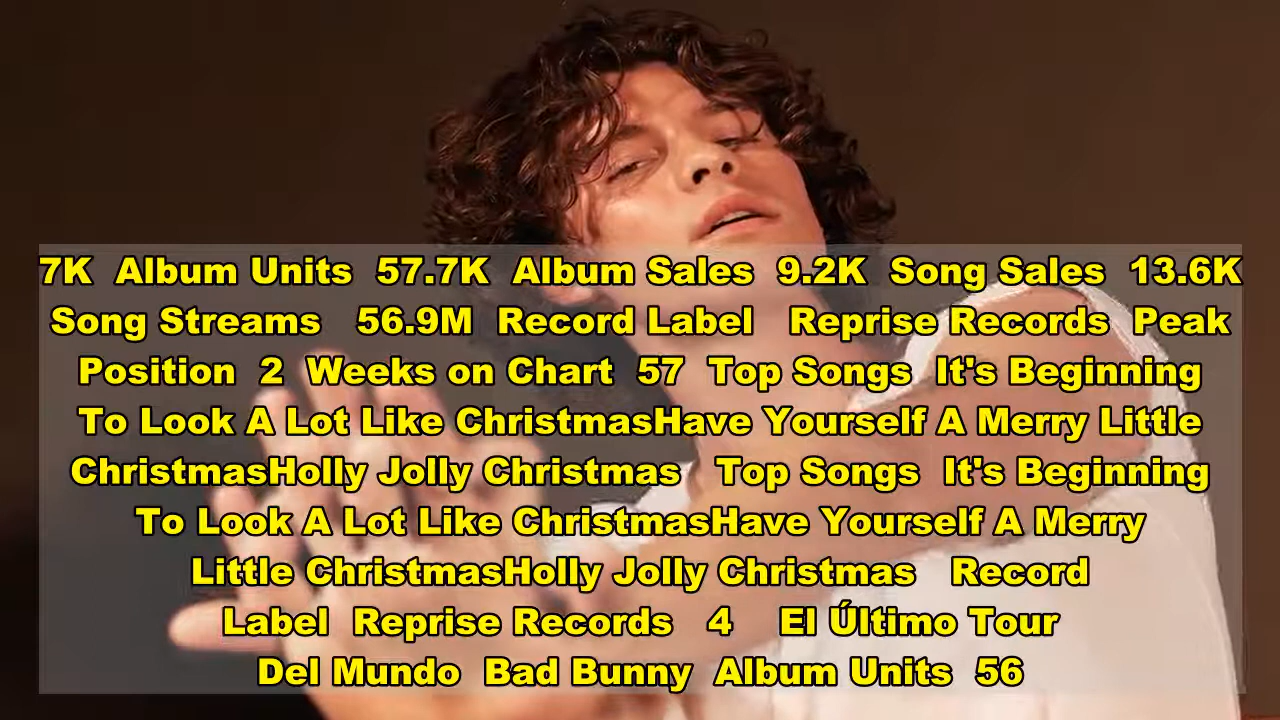 7K Album Units 57.7K Album Sales 9.2K Song Sales 13.6K
Song Streams 56.9M Record Label Reprise Records Peak
Position 2 Weeks on Chart 57 Top Songs It's Beginning
To Look A Lot Like ChristmasHave Yourself A Merry Little
ChristmasHolly Jolly Christmas Top Songs It's Beginning
To Look A Lot Like ChristmasHave Yourself A Merry
Little ChristmasHolly Jolly Christmas Record
Label Reprise Records 4 El Último Tour
Del Mundo Bad Bunny Album Units 56